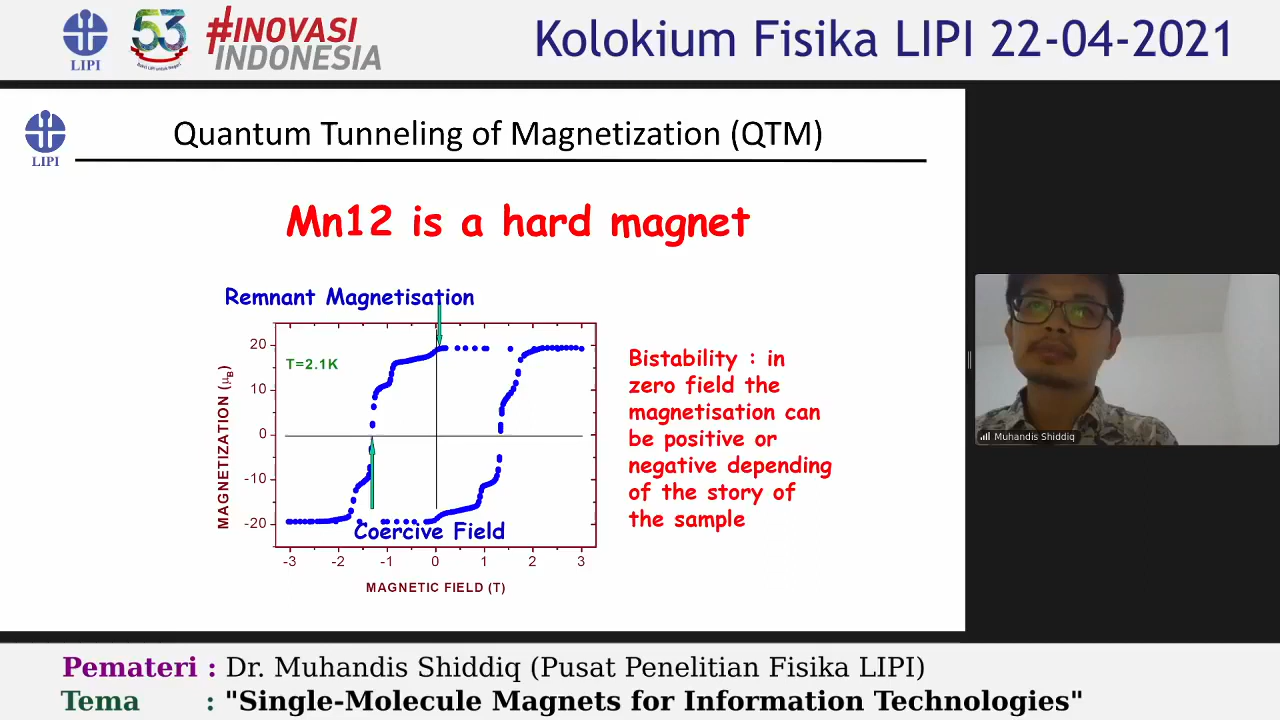 LIPI
53
#INOVASI
INDONESIA
Kolokium Fisika LIPI 22-04-2021
LIPI
Quantum Tunneling of Magnetization (QTM)
Mn12 is a hard magnet
Remnant Magnetisation
T=2.1K
20
10
0
-10
-20
MAGNETIZATION (μB)
Coercive Field
-3 -2 -1 0 1 2 3
MAGNETIC FIELD (T)
Bistability : in
zero field the
magnetisation can
be positive or
negative depending
of the story of
the sample
Muhandis Shiddiq
Pemateri : Dr. Muhandis Shiddiq (Pusat Penelitian Fisika LIPI)
Tema : "Single-Molecule Magnets for Information Technologies"